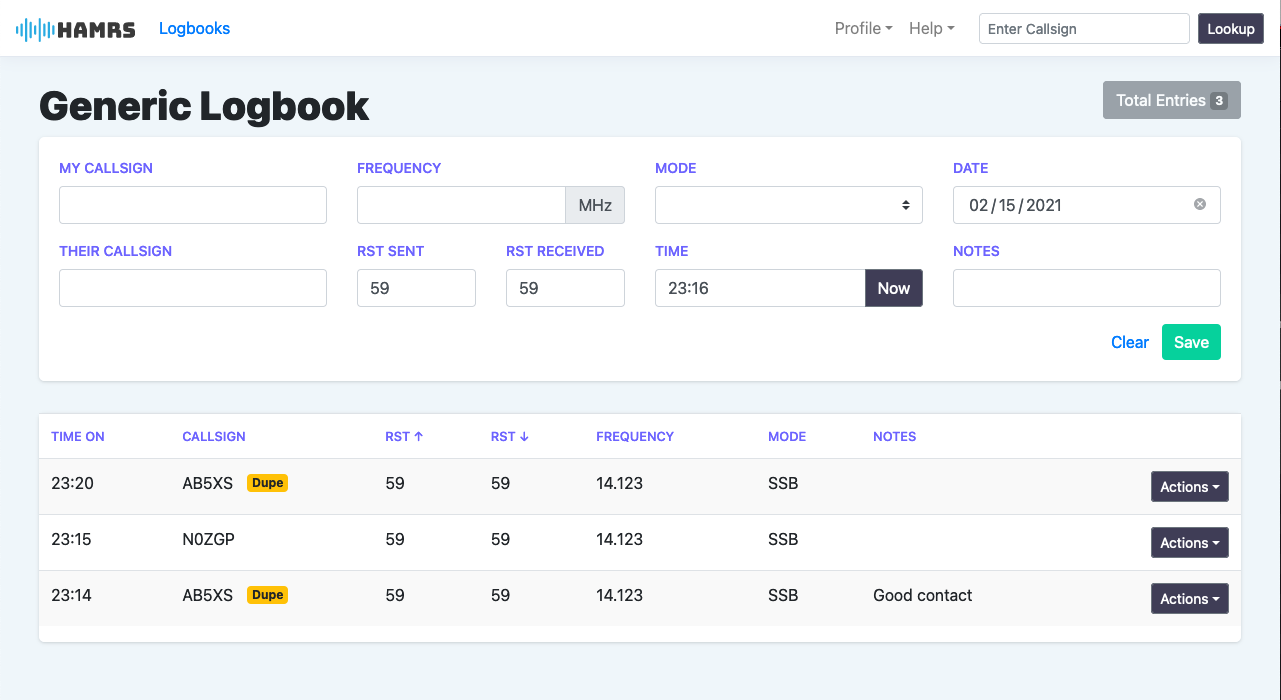 HAMRS Logbooks Profile Help Enter Callsign Lookup
Generic Logbook Total Entries 3
MY CALLSIGN FREQUENCY MODE DATE
MHz 02/15/2021
THEIR CALLSIGN RST SENT RST RECEIVED TIME NOTES
59 59 23:16 Now
Clear Save
TIME ON CALLSIGN RST ↑ RST ↓ FREQUENCY MODE NOTES
23:20 AB5XS Dupe 59 59 14.123 SSB Actions
23:15 N0ZGP 59 59 14.123 SSB Actions
23:14 AB5XS Dupe 59 59 14.123 SSB Good contact Actions